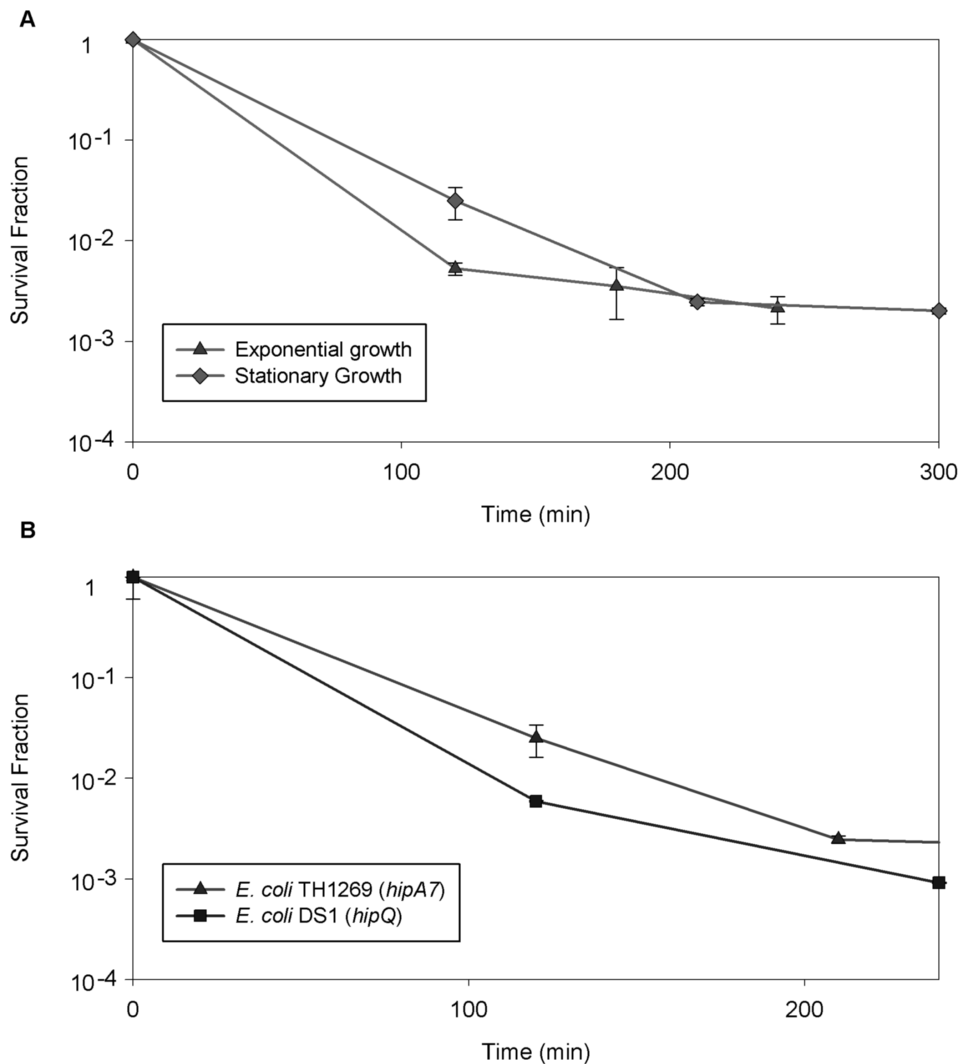 A
1
10-1
10-2
10-3
10-4
Survival Fraction
Exponential growth
Stationary Growth
0 100 200 300
Time (min)
B
1
10-1
10-2
10-3
10-4
Survival Fraction
E. coli TH1269 (hipA7)
E. coli DS1 (hipQ)
0 100 200
Time (min)